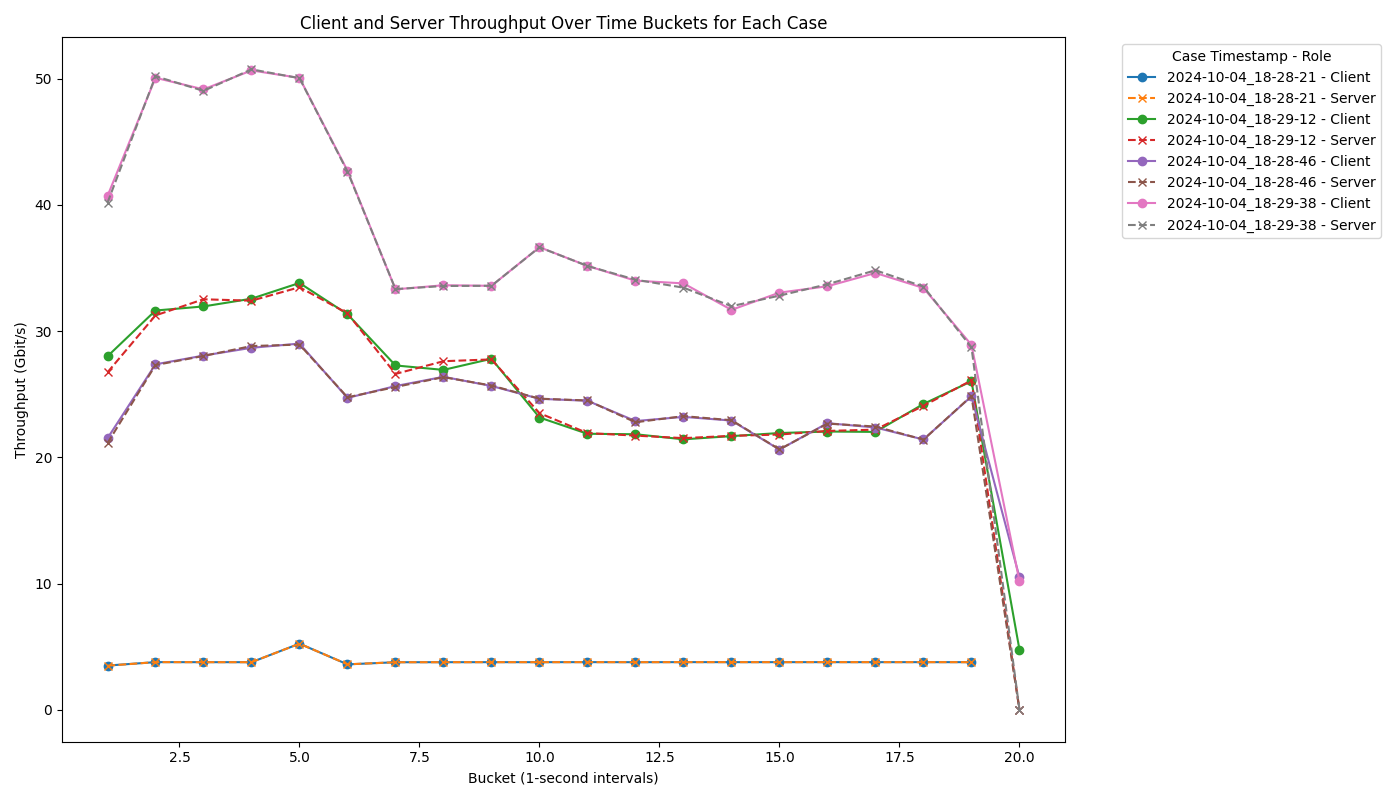 Client and Server Throughput Over Time Buckets for Each Case
Throughput (Gbit/s)
50
40
30
20
10
0
2.5 5.0 7.5 10.0 12.5 15.0 17.5 20.0
Bucket (1-second intervals)
Case Timestamp - Role
2024-10-04_18-28-21 - Client
2024-10-04_18-28-21 - Server
2024-10-04_18-29-12 - Client
2024-10-04_18-29-12 - Server
2024-10-04_18-28-46 - Client
2024-10-04_18-28-46 - Server
2024-10-04_18-29-38 - Client
2024-10-04_18-29-38 - Server